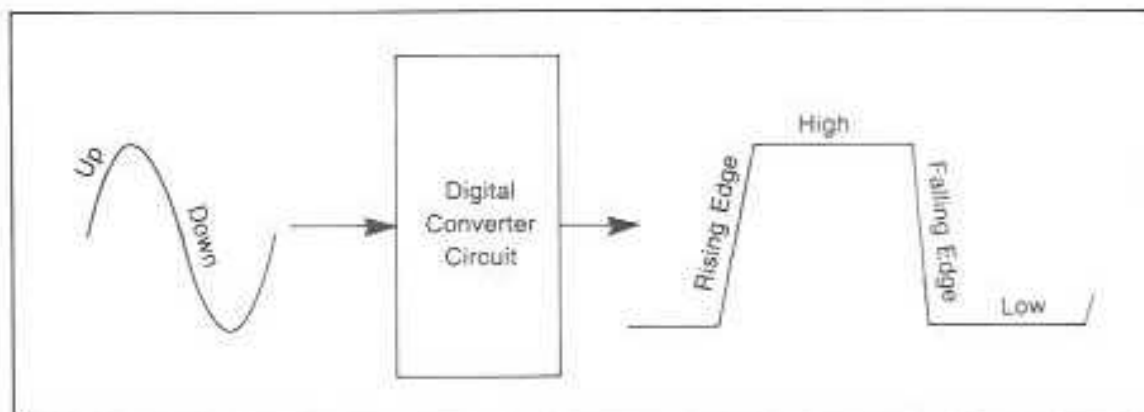 Up
Down
Digital
Converter
Circuit
Rising Edge
High
Falling Edge
Low